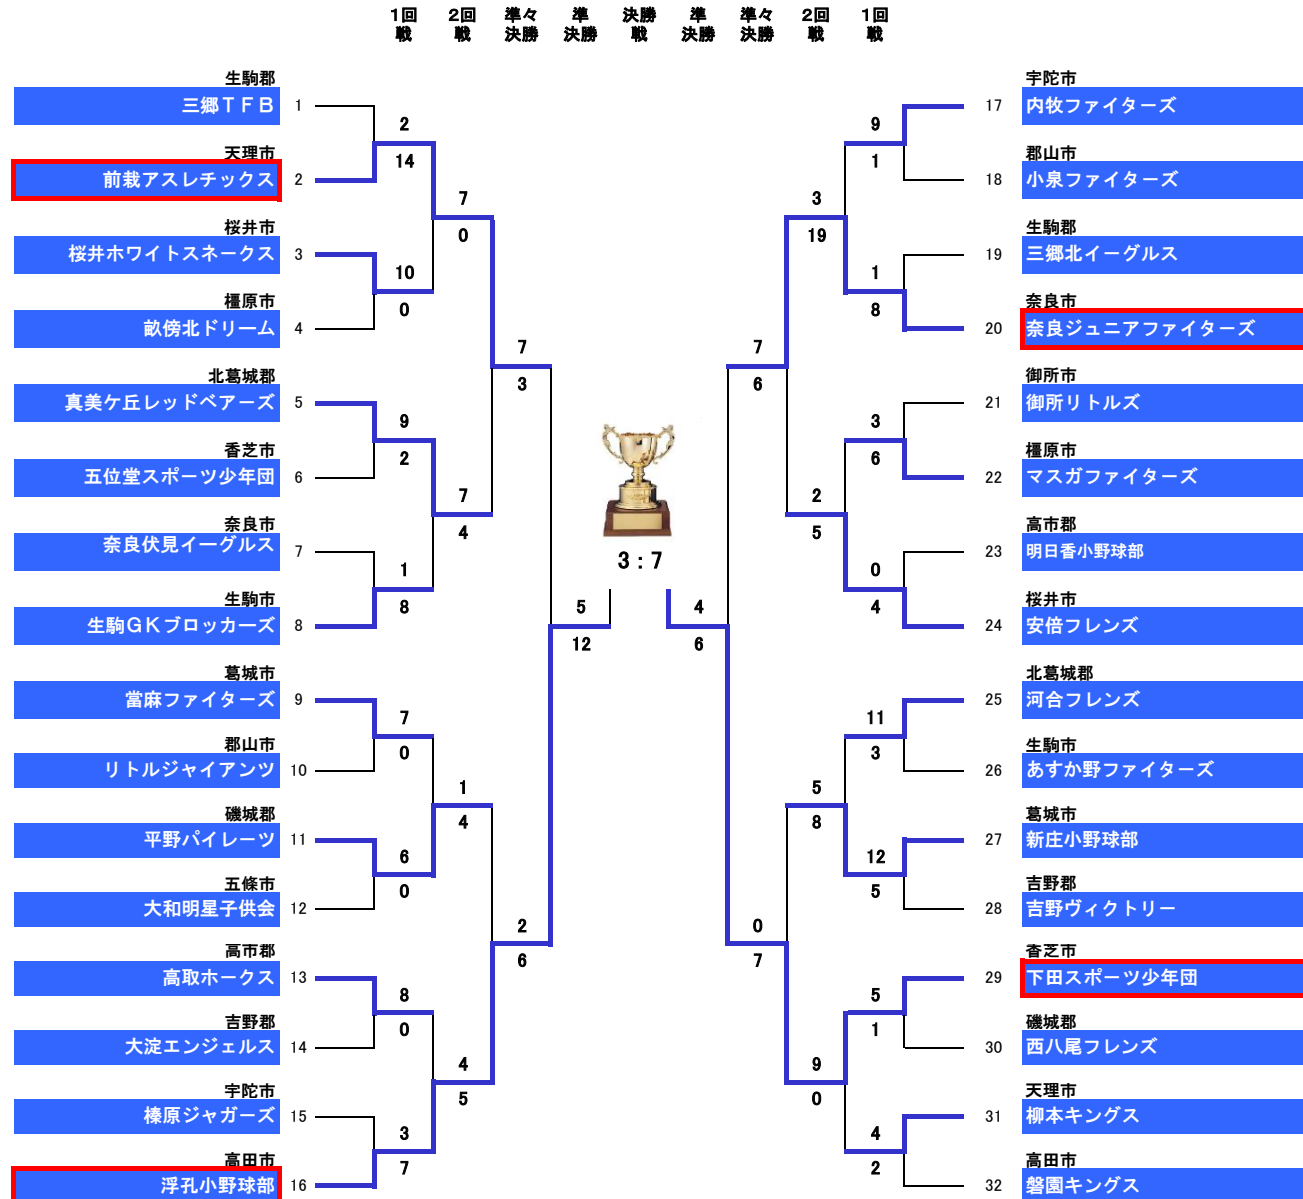 1回 2回 準々 準 決勝 準 準々 2回 1回
戦 戦 決勝 決勝 戦 決勝 決勝 戦 戦
生駒郡 宇陀市
三郷TFB 1 17 内牧ファイターズ
2 9
天理市 14 1 郡山市
前栽アスレチックス 2 18 小泉ファイターズ
7 3
桜井市 0 19 生駒郡
桜井ホワイトスネークス 3 19 三郷北イーグルス
10 1
橿原市 0 8 奈良市
畝傍北ドリーム 4 20 奈良ジュニアファイターズ
7 7
北葛城郡 3 6 御所市
真美ケ丘レッドベアーズ 5 21 御所リトルズ
9 3
香芝市 2 6 橿原市
五位堂スポーツ少年団 6 22 マスガファイターズ
7 2
奈良市 4 5 高市郡
奈良伏見イーグルス 7 23 明日香小野球部
3 : 7
1 0
生駒市 8 5 4 4 桜井市
生駒GKブロッカーズ 8 24 安倍フレンズ
12 6
葛城市 北葛城郡
當麻ファイターズ 9 25 河合フレンズ
7 11
郡山市 0 3 生駒市
リトルジャイアンツ 10 26 あすか野ファイターズ
1 5
磯城郡 4 8 葛城市
平野パイレーツ 11 27 新庄小野球部
6 12
五條市 0 5 吉野郡
大和明星子供会 12 28 吉野ヴィクトリー
2 0
高市郡 6 7 香芝市
高取ホークス 13 29 下田スポーツ少年団
8 5
吉野郡 0 1 磯城郡
大淀エンジェルス 14 30 西八尾フレンズ
4 9
宇陀市 5 0 天理市
榛原ジャガーズ 15 31 柳本キングス
3 4
高田市 7 2 高田市
浮孔小野球部 16 32 磐園キングス